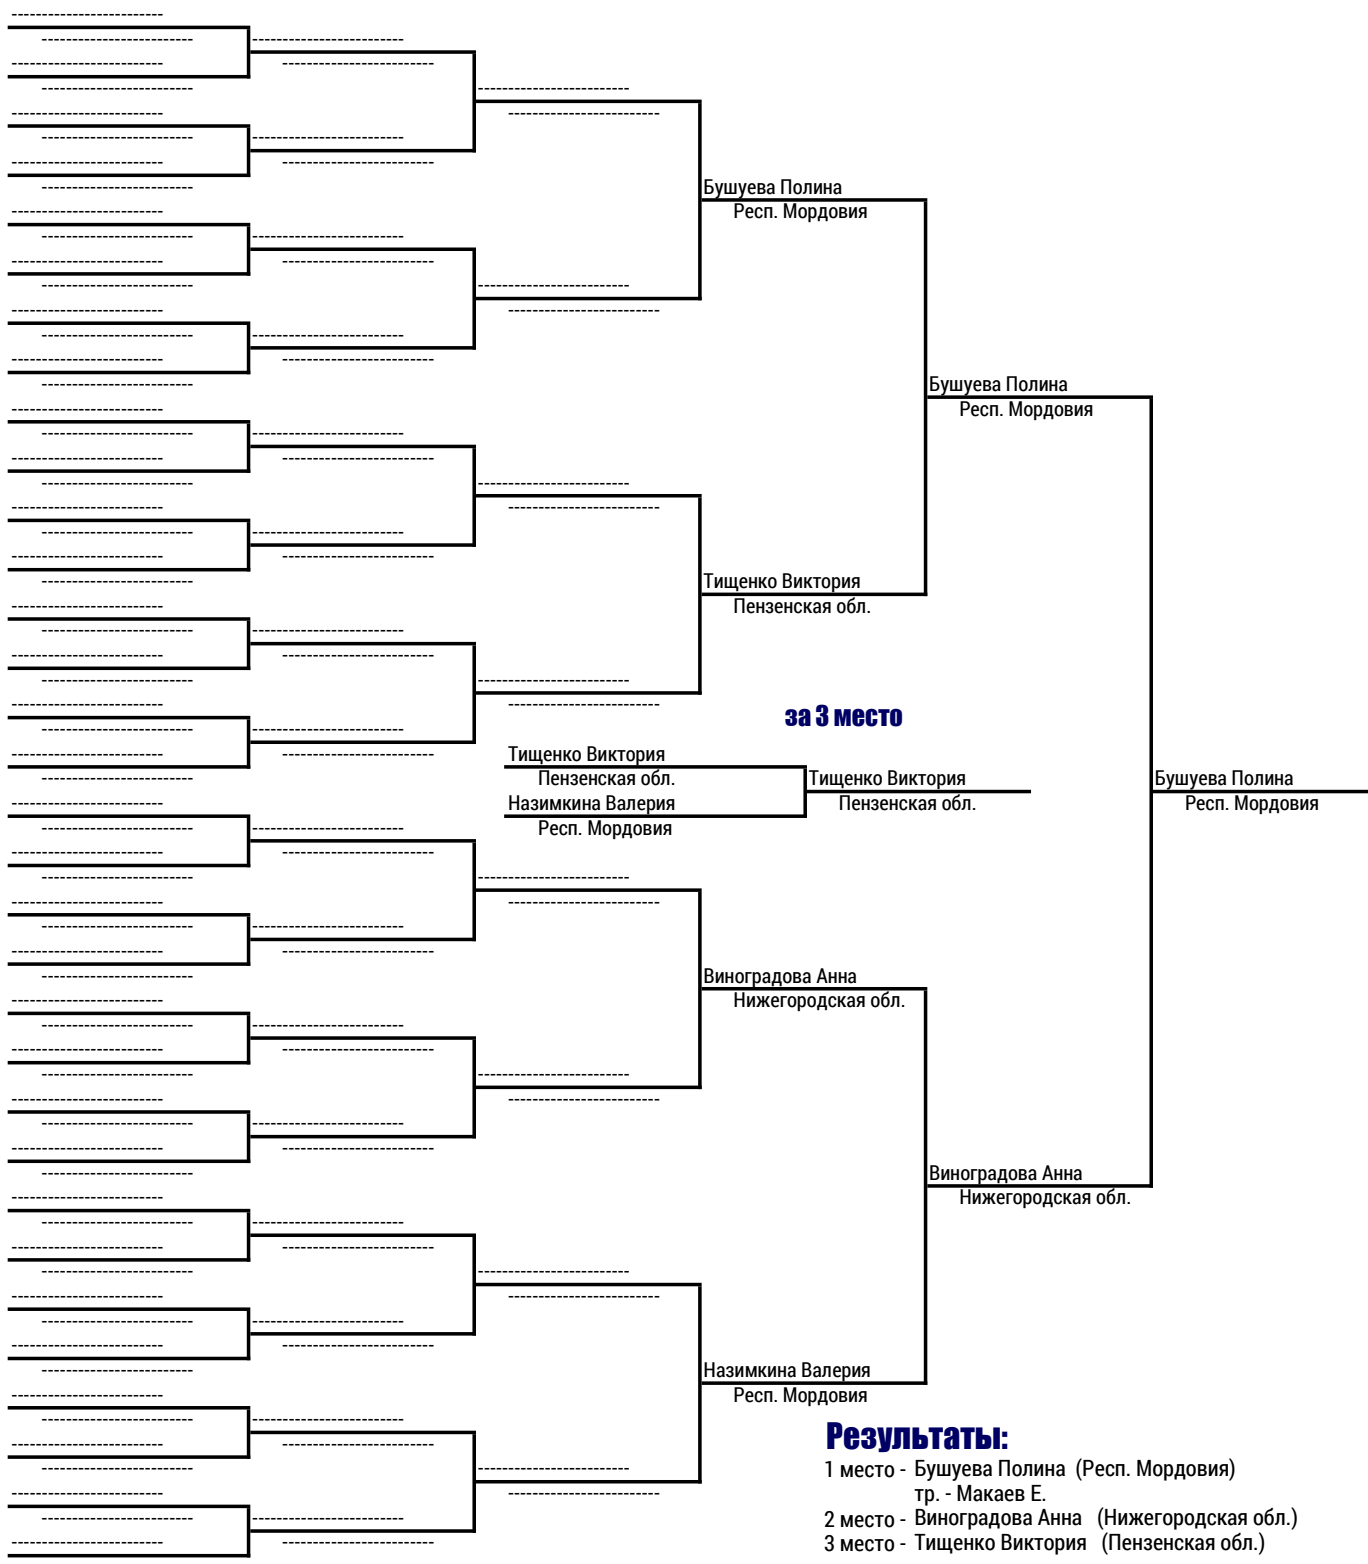 Бушуева Полина
Респ. Мордовия
Бушуева Полина
Респ. Мордовия
Тищенко Виктория
Пензенская обл.
за 3 место
Тищенко Виктория
Пензенская обл.
Назимкина Валерия
Респ. Мордовия
Тищенко Виктория
Пензенская обл.
Бушуева Полина
Респ. Мордовия
Виноградова Анна
Нижегородская обл.
Виноградова Анна
Нижегородская обл.
Назимкина Валерия
Респ. Мордовия
Результаты:
1 место - Бушуева Полина (Респ. Мордовия)
тр. - Макаев Е.
2 место - Виноградова Анна (Нижегородская обл.)
3 место - Тищенко Виктория (Пензенская обл.)